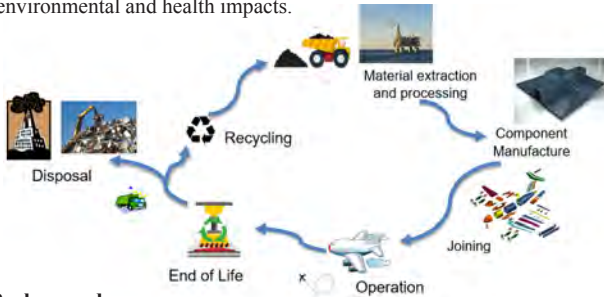 environmental and health impacts.
Material extraction
and processing
Component
Manufacture
Recycling
Disposal
Joining
End of Life
Operation
x